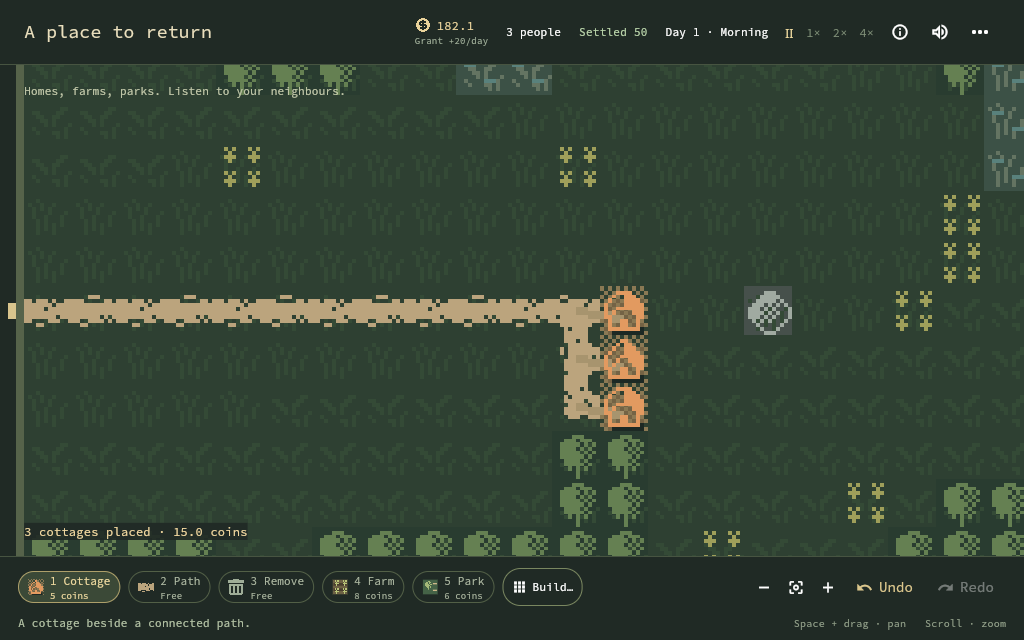 A place to return
$ 182.1
Grant +20/day
3 people
Settled 50
Day 1 · Morning
1× 2× 4×
Homes, farms, parks. Listen to your neighbours.
3 cottages placed · 15.0 coins
1 Cottage
5 coins
2 Path
Free
3 Remove
Free
4 Farm
8 coins
5 Park
6 coins
Build…
Undo
Redo
A cottage beside a connected path.
Space + drag · pan
Scroll · zoom